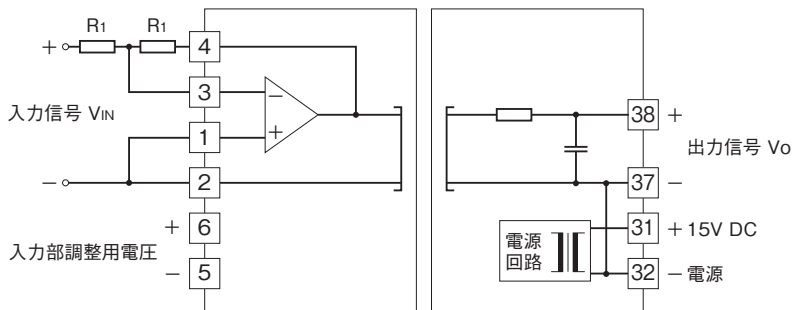 R1 R1
4
+
3
−
入力信号 VIN
1
+
−
2
+ 6
入力部調整用電圧
− 5
38 +
出力信号 Vo
37 −
電源
回路
31 +15V DC
32 −電源